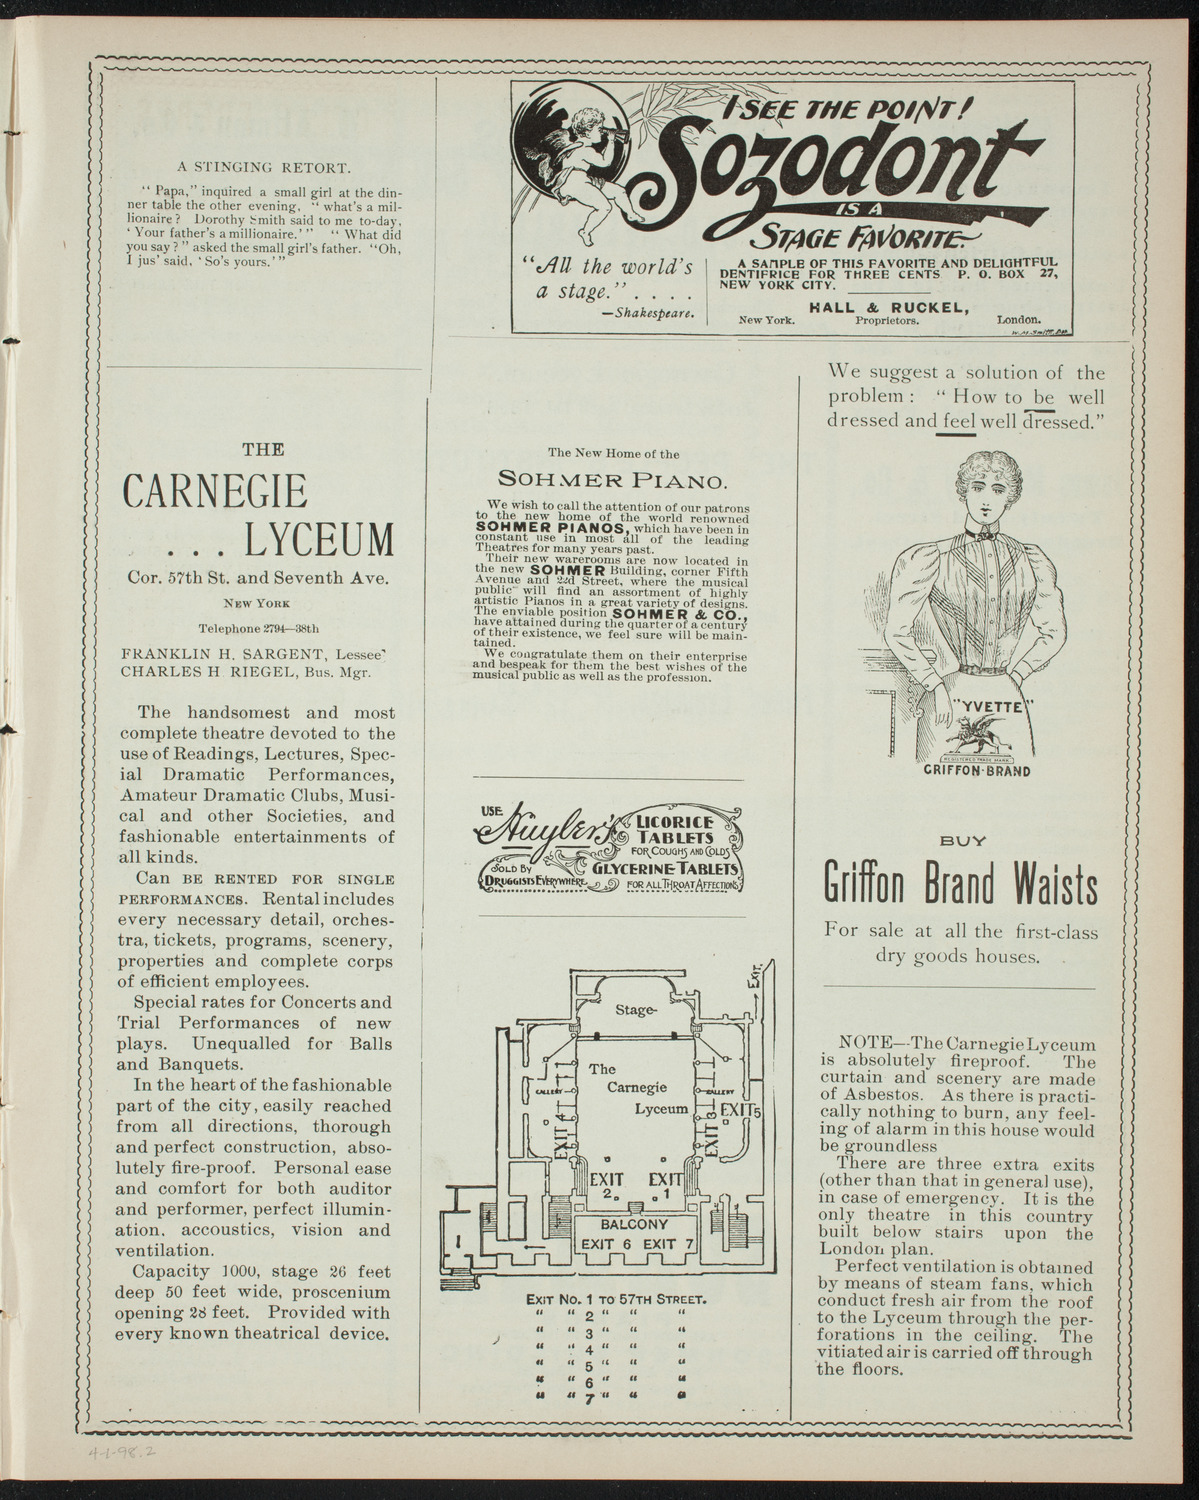 A STINGING RETORT.
“ Papa,” inquired a small girl at the din-
ner table the other evening, “ what's a mil-
lionaire ? Dorothy Smith said to me to-day,
‘ Your father's a millionaire.’ ” “ What did
you say ? ” asked the small girl's father. “Oh,
I jus' said, ‘ So's yours.’ ”
I SEE THE POINT!
Sozodont
IS A
STAGE FAVORITE.
“All the world's
a stage.” . . . .
—Shakespeare.
A SAMPLE OF THIS FAVORITE AND DELIGHTFUL
DENTIFRICE FOR THREE CENTS P. O. BOX 27,
NEW YORK CITY.
HALL & RUCKEL,
New York. Proprietors. London.
W. M. Smith. Des
THE
CARNEGIE
. . . LYCEUM
Cor. 57th St. and Seventh Ave.
NEW YORK
Telephone 2794—38th
FRANKLIN H. SARGENT, Lessee
CHARLES H RIEGEL, Bus. Mgr.
The handsomest and most
complete theatre devoted to the
use of Readings, Lectures, Spec-
ial Dramatic Performances,
Amateur Dramatic Clubs, Musi-
cal and other Societies, and
fashionable entertainments of
all kinds.
Can BE RENTED FOR SINGLE
PERFORMANCES. Rental includes
every necessary detail, orches-
tra, tickets, programs, scenery,
properties and complete corps
of efficient employees.
Special rates for Concerts and
Trial Performances of new
plays. Unequalled for Balls
and Banquets.
In the heart of the fashionable
part of the city, easily reached
from all directions, thorough
and perfect construction, abso-
lutely fire-proof. Personal ease
and comfort for both auditor
and performer, perfect illumin-
ation, accoustics, vision and
ventilation.
Capacity 1000, stage 26 feet
deep 50 feet wide, proscenium
opening 28 feet. Provided with
every known theatrical device.
The New Home of the
SOHMER PIANO.
We wish to call the attention of our patrons
to the new home of the world renowned
SOHMER PIANOS, which have been in
constant use in most all of the leading
Theatres for many years past.
Their new warerooms are now located in
the new SOHMER Building, corner Fifth
Avenue and 22d Street, where the musical
public will find an assortment of highly
artistic Pianos in a great variety of designs.
The enviable position SOHMER & CO.,
have attained during the quarter of a century
of their existence, we feel sure will be main-
tained.
We congratulate them on their enterprise
and bespeak for them the best wishes of the
musical public as well as the profession.
USE
Huyler's
LICORICE
TABLETS
FOR COUGHS AND COLDS
GLYCERINE TABLETS
FOR ALL THROAT AFFECTIONS
SOLD BY
DRUGGISTS EVERYWHERE
Stage
EXIT.
The
Carnegie
Lyceum
GALLERY
GALLERY
EXIT 4
EXIT 3
EXIT 5
EXIT
2
EXIT
1
BALCONY
EXIT 6 EXIT 7
EXIT NO. 1 TO 57TH STREET.
“ “ 2 “ “ “
“ “ 3 “ “ “
“ “ 4 “ “ “
“ “ 5 “ “ “
“ “ 6 “ “ “
“ “ 7 “ “ “
We suggest a solution of the
problem : “ How to be well
dressed and feel well dressed.”
“YVETTE”
REGISTERED TRADE MARK
GRIFFON-BRAND
BUY
Griffon Brand Waists
For sale at all the first-class
dry goods houses.
NOTE—The Carnegie Lyceum
is absolutely fireproof. The
curtain and scenery are made
of Asbestos. As there is practi-
cally nothing to burn, any feel-
ing of alarm in this house would
be groundless
There are three extra exits
(other than that in general use),
in case of emergency. It is the
only theatre in this country
built below stairs upon the
London plan.
Perfect ventilation is obtained
by means of steam fans, which
conduct fresh air from the roof
to the Lyceum through the per-
forations in the ceiling. The
vitiated air is carried off through
the floors.
4-1-98.2